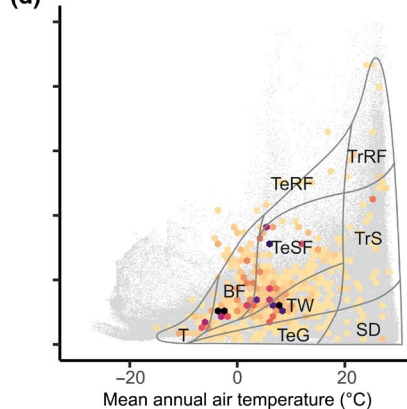 (d)
TrRF
TeRF
TeSF
TrS
BF
TW
T
TeG
SD
−20
0
20
Mean annual air temperature (°C)